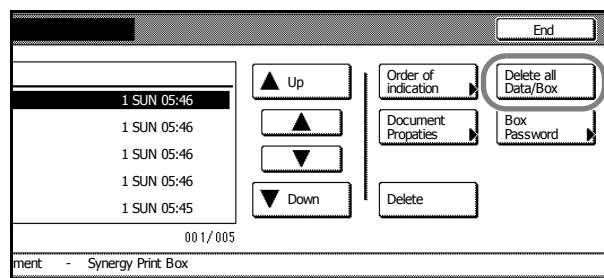 End
1 SUN 05:46
1 SUN 05:46
1 SUN 05:46
1 SUN 05:46
1 SUN 05:45
001/005
Up
Down
Order of
indication
Delete all
Data/Box
Document
Propaties
Box
Password
Delete
ment - Synergy Print Box